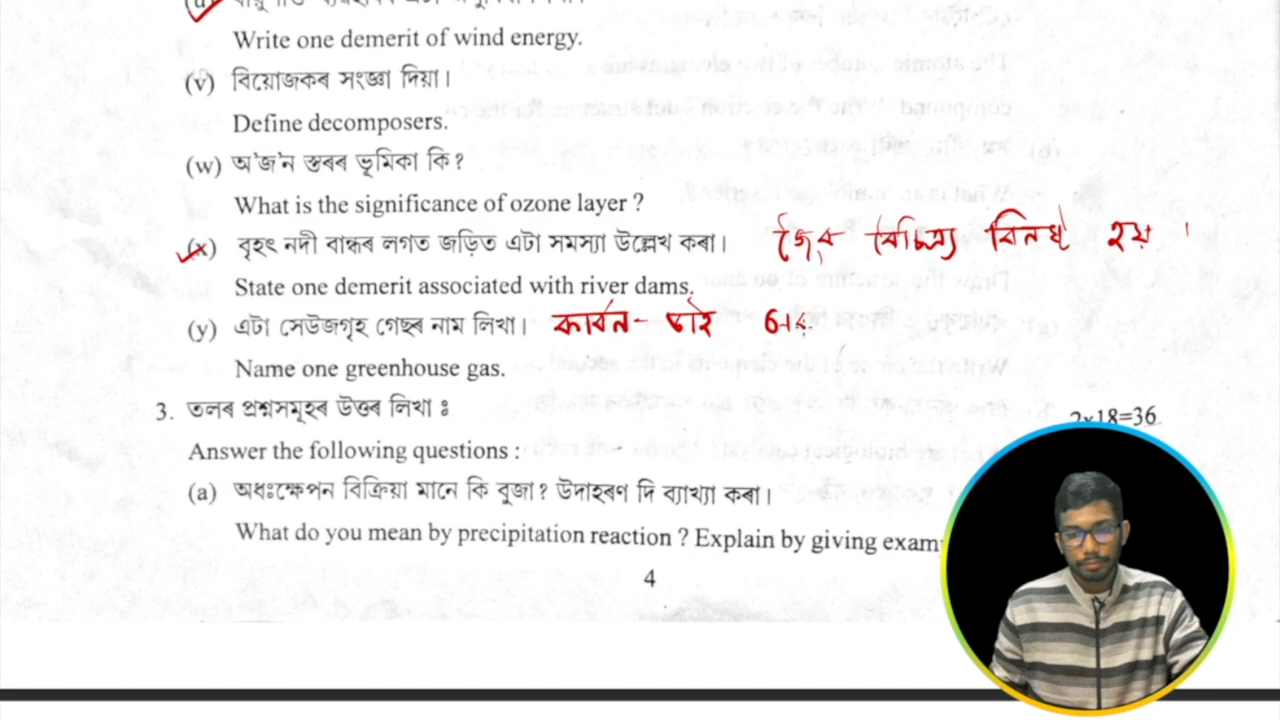 Write one demerit of wind energy.
(v) বিয়োজকৰ সংজ্ঞা দিয়া।
Define decomposers.
(w) অ'জ'ন স্তৰৰ ভূমিকা কি?
What is the significance of ozone layer ?
(x) বৃহৎ নদী বান্ধৰ লগত জড়িত এটা সমস্যা উল্লেখ কৰা। জৈৱ হয় ।
State one demerit associated with river dams.
(y) এটা সেউজগৃহ গেছৰ নাম লিখা। কাৰ্বন - ডাই
Name one greenhouse gas.
3. তলৰ প্ৰশ্নসমূহৰ উত্তৰ লিখা ঃ 2×18=36
Answer the following questions :
(a) অধঃক্ষেপন বিক্ৰিয়া মানে কি বুজা? উদাহৰণ দি ব্যাখ্যা কৰা।
What do you mean by precipitation reaction ? Explain by giving exam
4